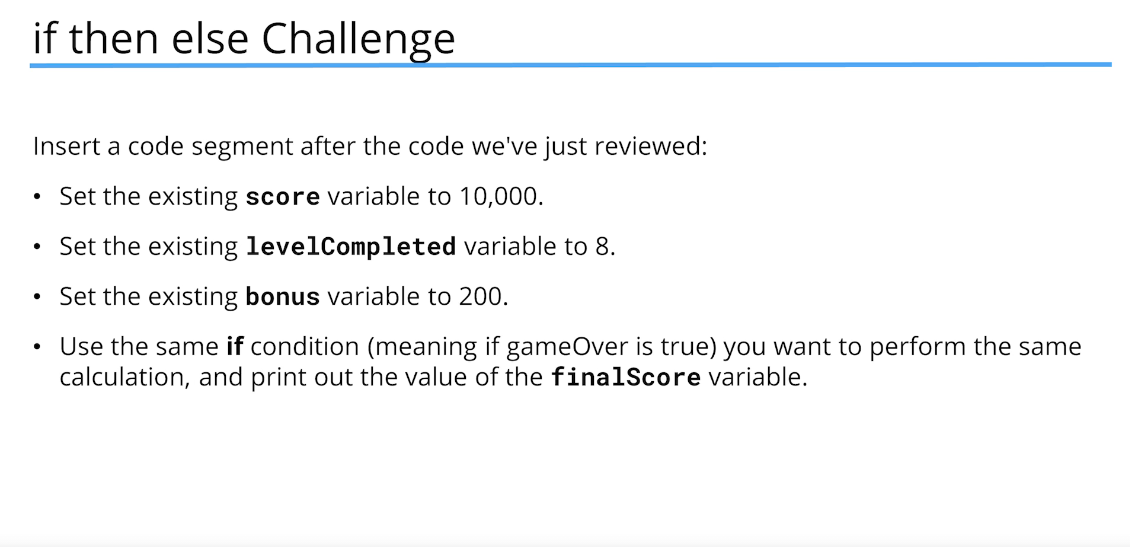 if then else Challenge
Insert a code segment after the code we've just reviewed:
• Set the existing score variable to 10,000.
• Set the existing levelCompleted variable to 8.
• Set the existing bonus variable to 200.
• Use the same if condition (meaning if gameOver is true) you want to perform the same
calculation, and print out the value of the finalScore variable.